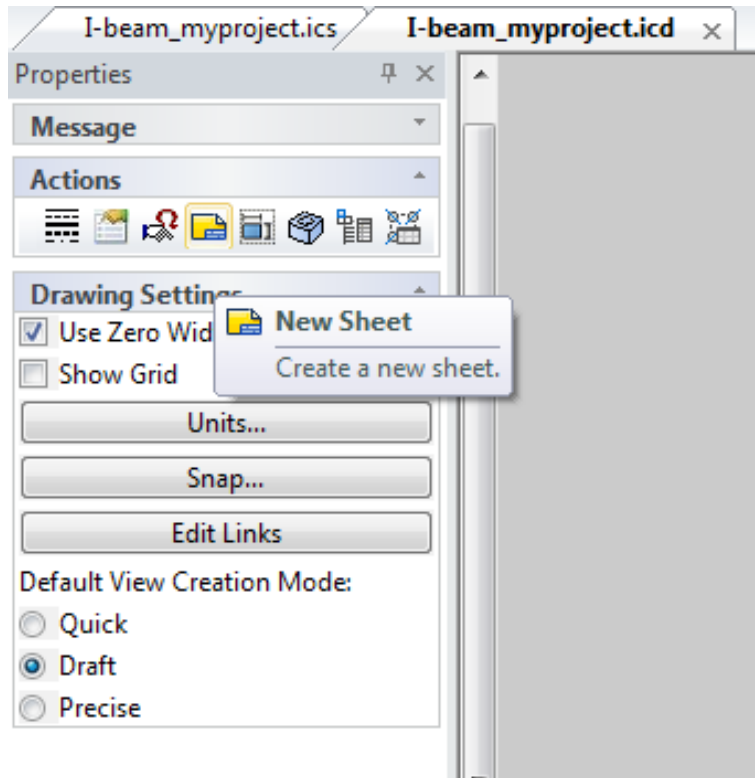 I-beam_myproject.ics
I-beam_myproject.icd
Properties
Message
Actions
Drawing Settings
New Sheet
Use Zero Wid
Create a new sheet.
Show Grid
Units...
Snap...
Edit Links
Default View Creation Mode:
Quick
Draft
Precise